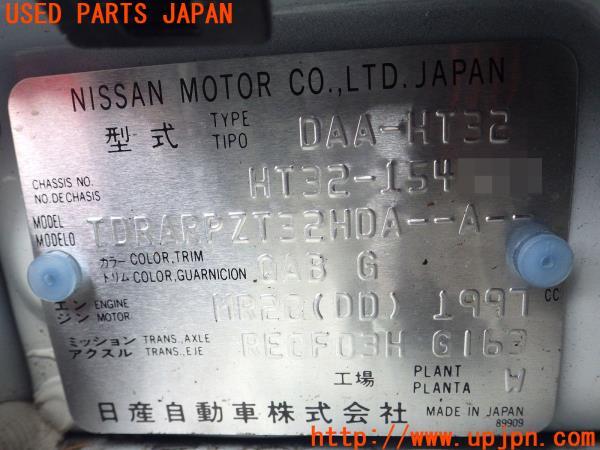 USED PARTS JAPAN
NISSAN MOTOR CO.,LTD. JAPAN
型式 TYPE TIPO DAA-HT32
CHASSIS NO. NO.DE CHASIS HT32-154
MODEL MODELO TDRARPZT32HDA--A--
カラー COLOR,TRIM トリム COLOR,GUARNICION QAB G
エンジン ENGINE MOTOR MR20(DD) 1997 CC
ミッション TRANS.,AXLE アクスル TRANS.,EJE RE0F03H G163
工場 PLANT PLANTA W
日産自動車株式会社 MADE IN JAPAN
89909
http://www.upjpn.com